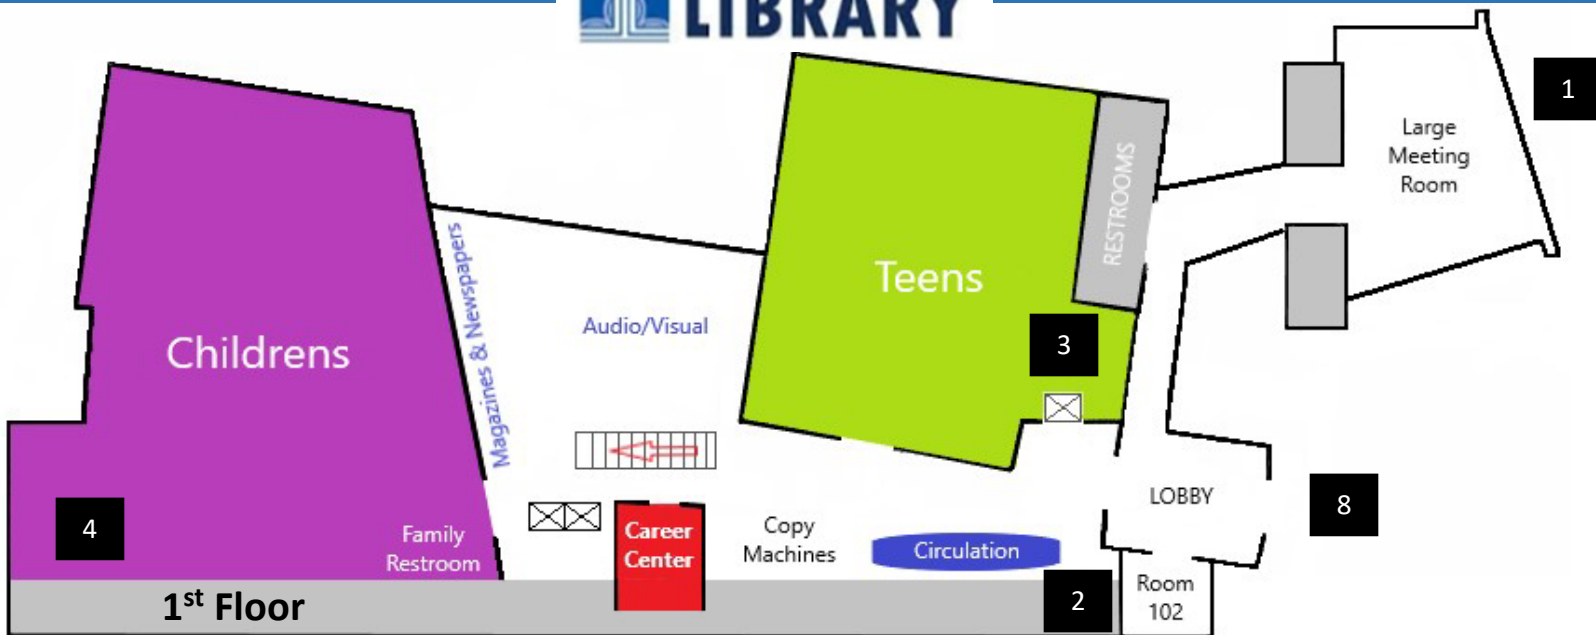 LIBRARY
1
Large
Meeting
Room
RESTROOMS
Teens
Magazines & Newspapers
Audio/Visual
3
Childrens
LOBBY
8
4
Family
Restroom
Career
Center
Copy
Machines
Circulation
Room
102
2
1st Floor